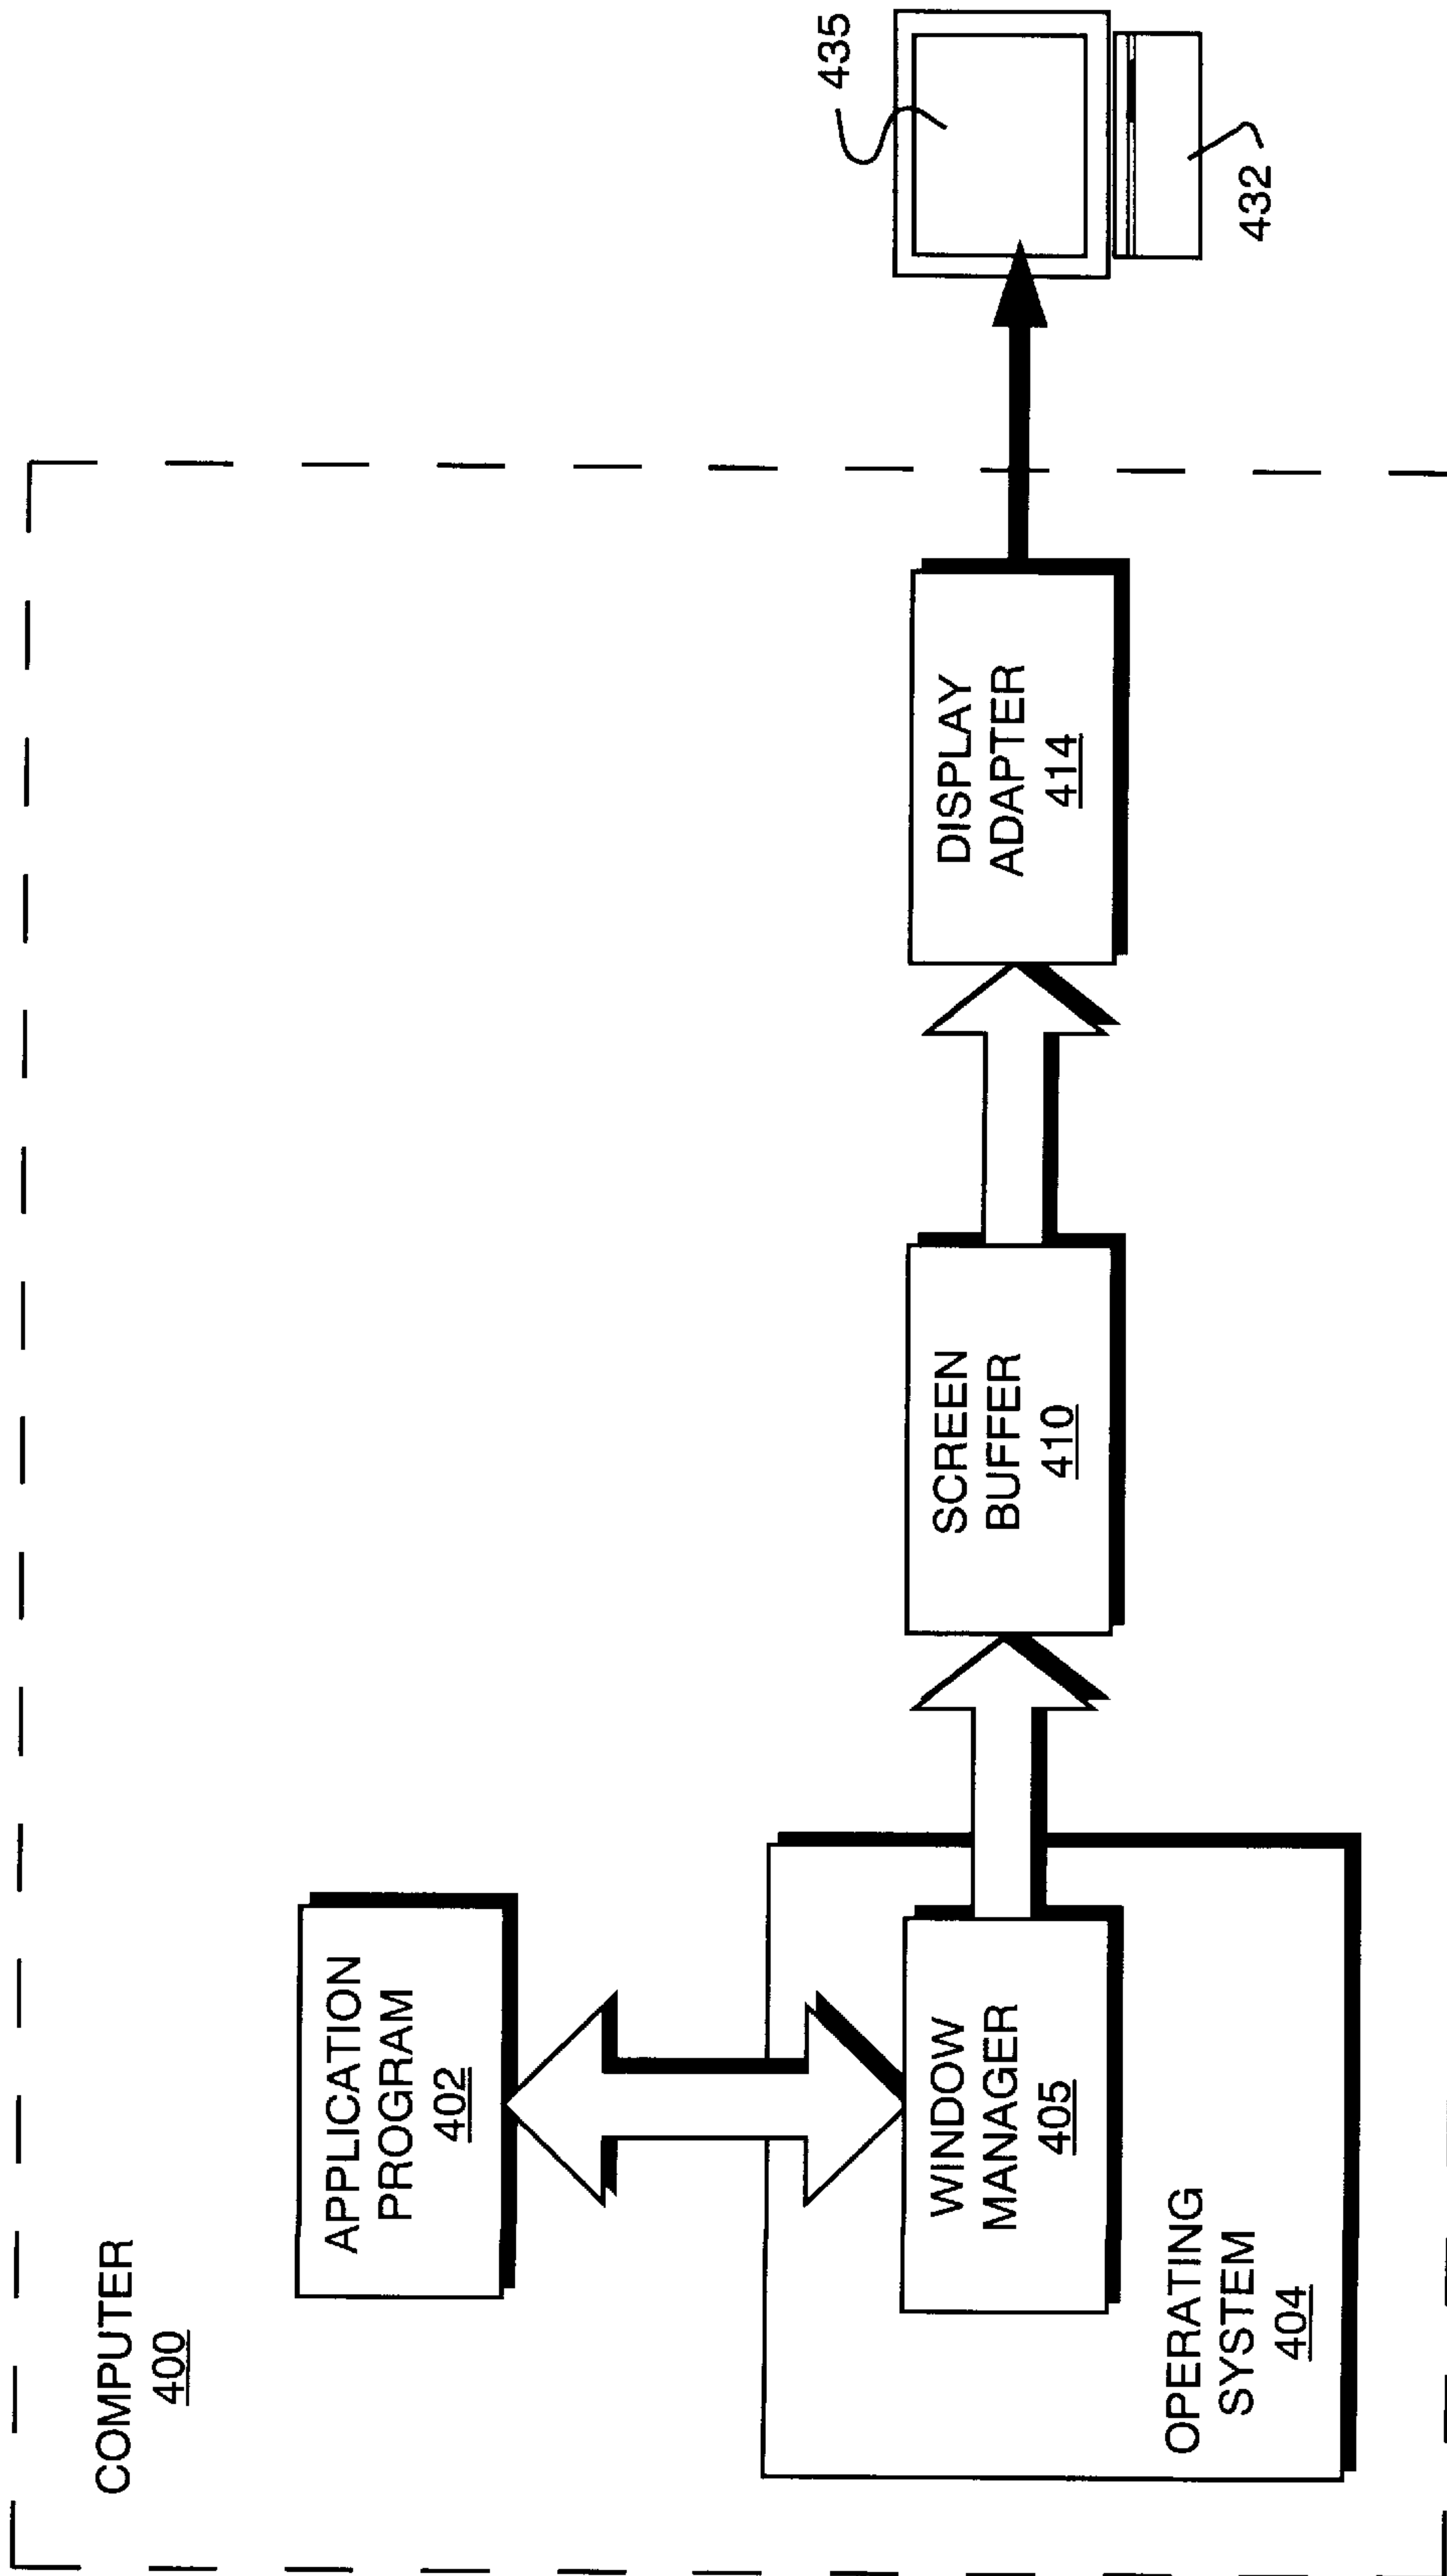 COMPUTER
400
APPLICATION
PROGRAM
402
WINDOW
MANAGER
405
OPERATING
SYSTEM
404
SCREEN
BUFFER
410
DISPLAY
ADAPTER
414
435
432